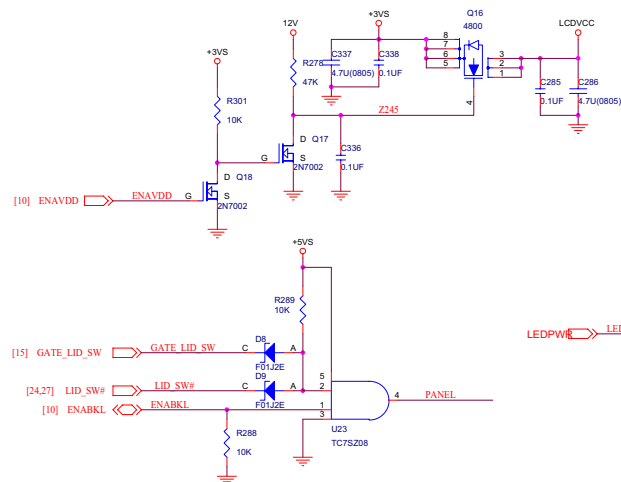 Q16
4800
12V
+3VS
LCDVCC
+3VS
8
7
6
5
3
2
1
4
R278
47K
C337
4.7U(0805)
C338
0.1UF
C285
0.1UF
C286
4.7U(0805)
R301
10K
Z245
D
Q17
G
S
2N7002
C336
0.1UF
D
Q18
[10] ENAVDD
ENAVDD
G
S
2N7002
+5VS
R289
10K
LEDPWR
[15] GATE_LID_SW
GATE_LID_SW
D8
C
A
F01J2E
[24,27] LID_SW#
LID_SW#
D9
C
A
F01J2E
[10] ENABKL
ENABKL
5
2
1
3
4
PANEL
R288
10K
U23
TC7SZ08